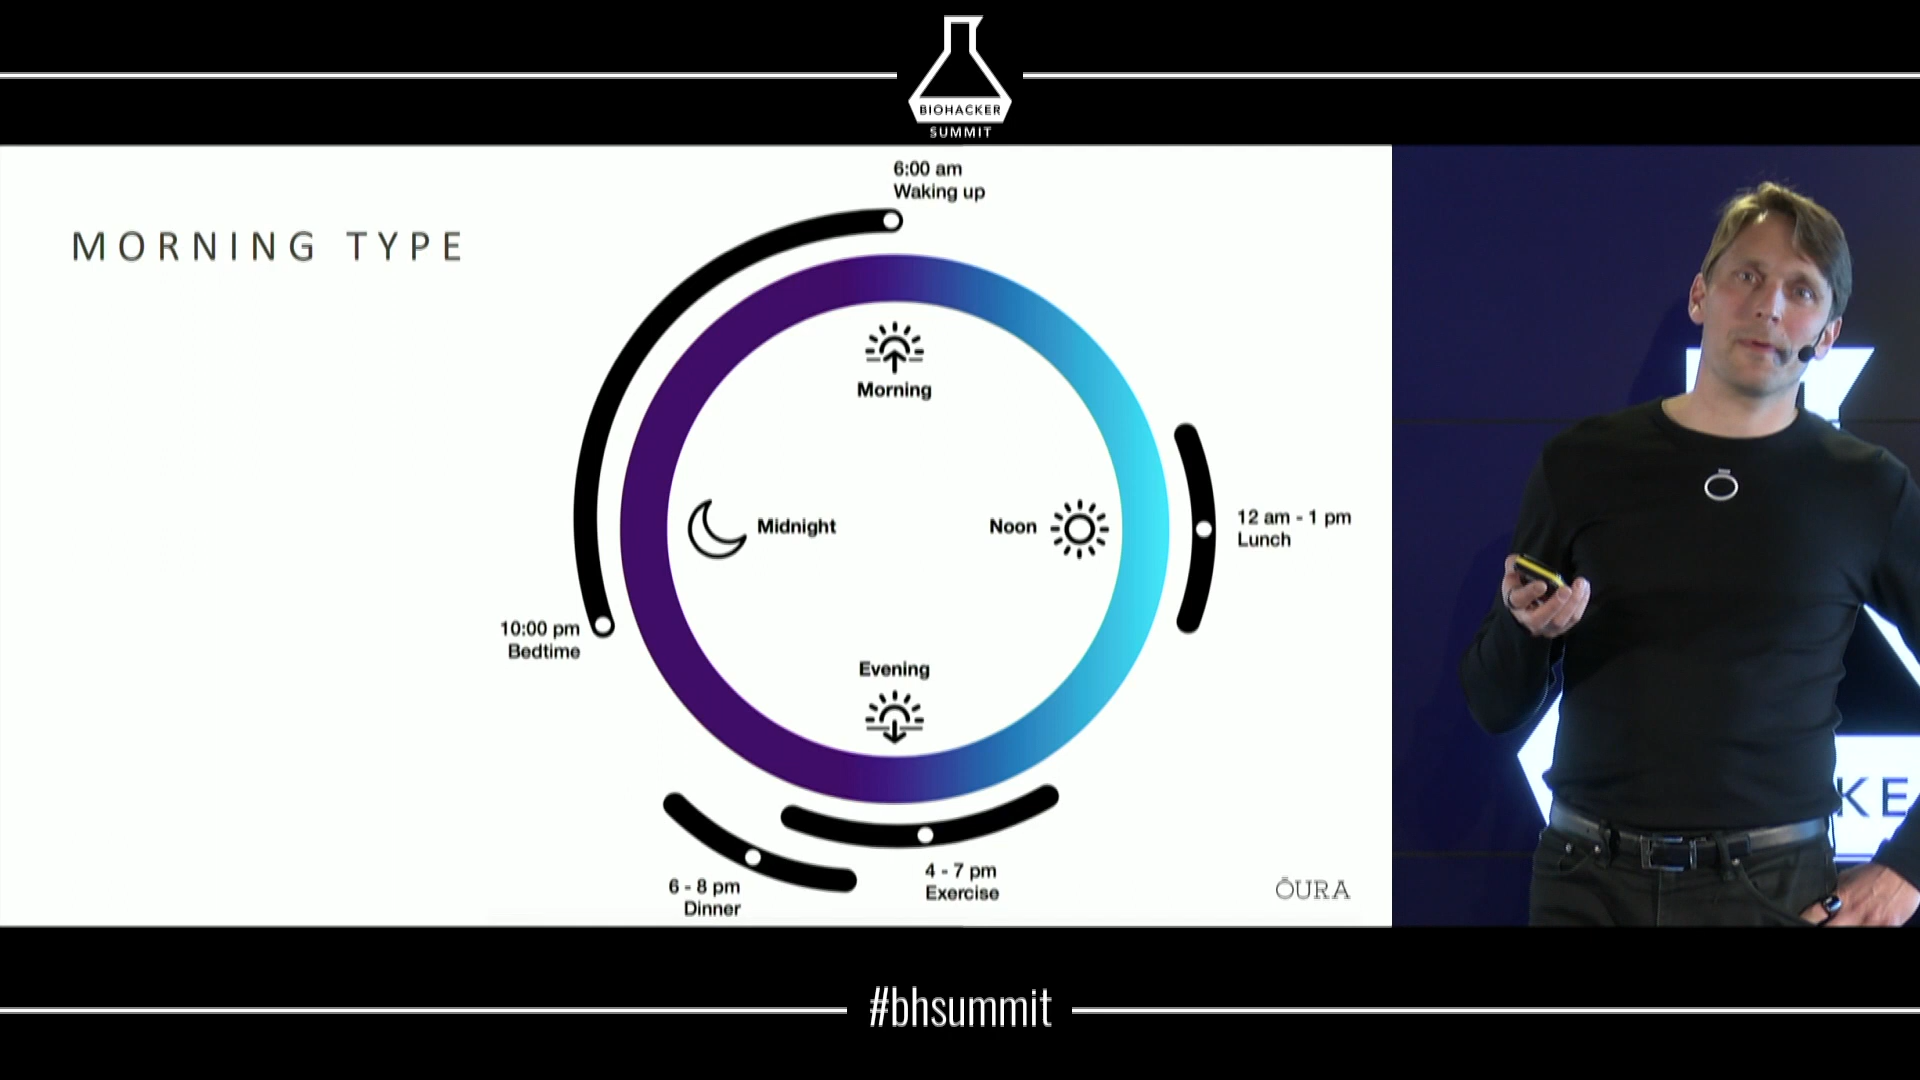 BIOHACKER
SUMMIT
MORNING TYPE
6:00 am
Waking up
Morning
Midnight
Noon
12 am - 1 pm
Lunch
10:00 pm
Bedtime
Evening
4 - 7 pm
Exercise
6 - 8 pm
Dinner
ŌURA
KE
#bhsummit